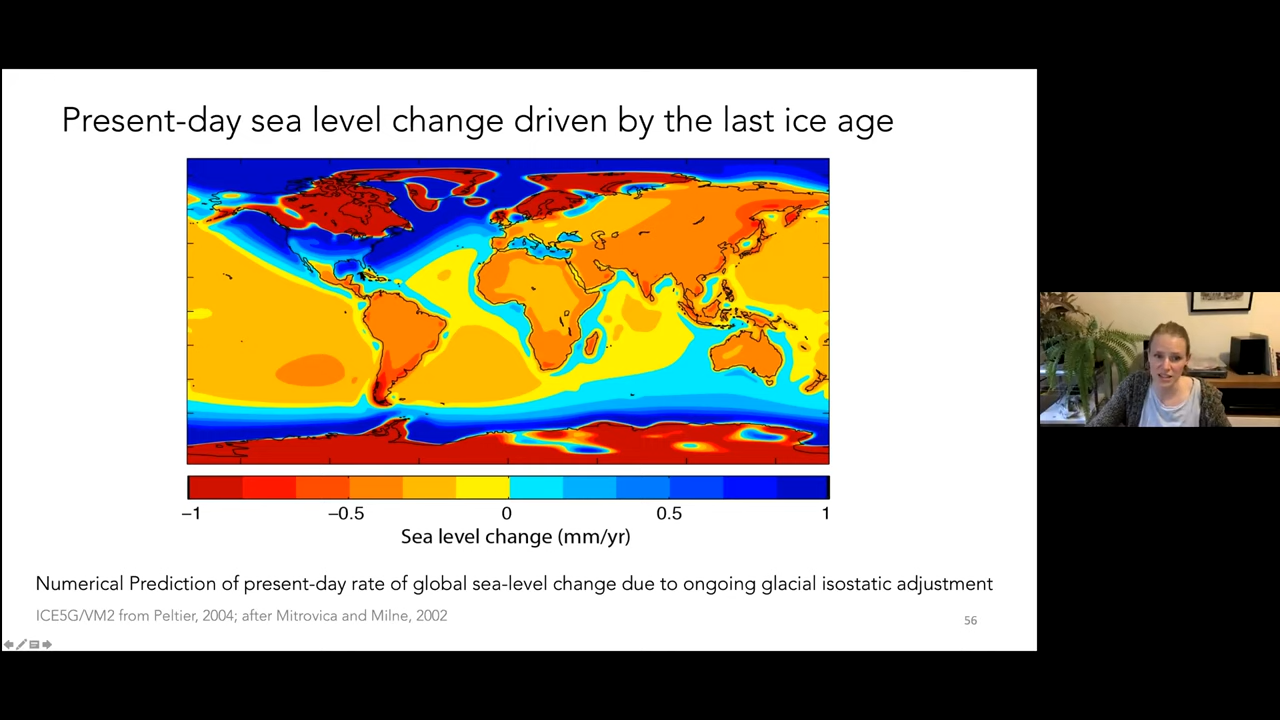 Present-day sea level change driven by the last ice age
−1 −0.5 0 0.5 1
Sea level change (mm/yr)
Numerical Prediction of present-day rate of global sea-level change due to ongoing glacial isostatic adjustment
ICE5G/VM2 from Peltier, 2004; after Mitrovica and Milne, 2002
56